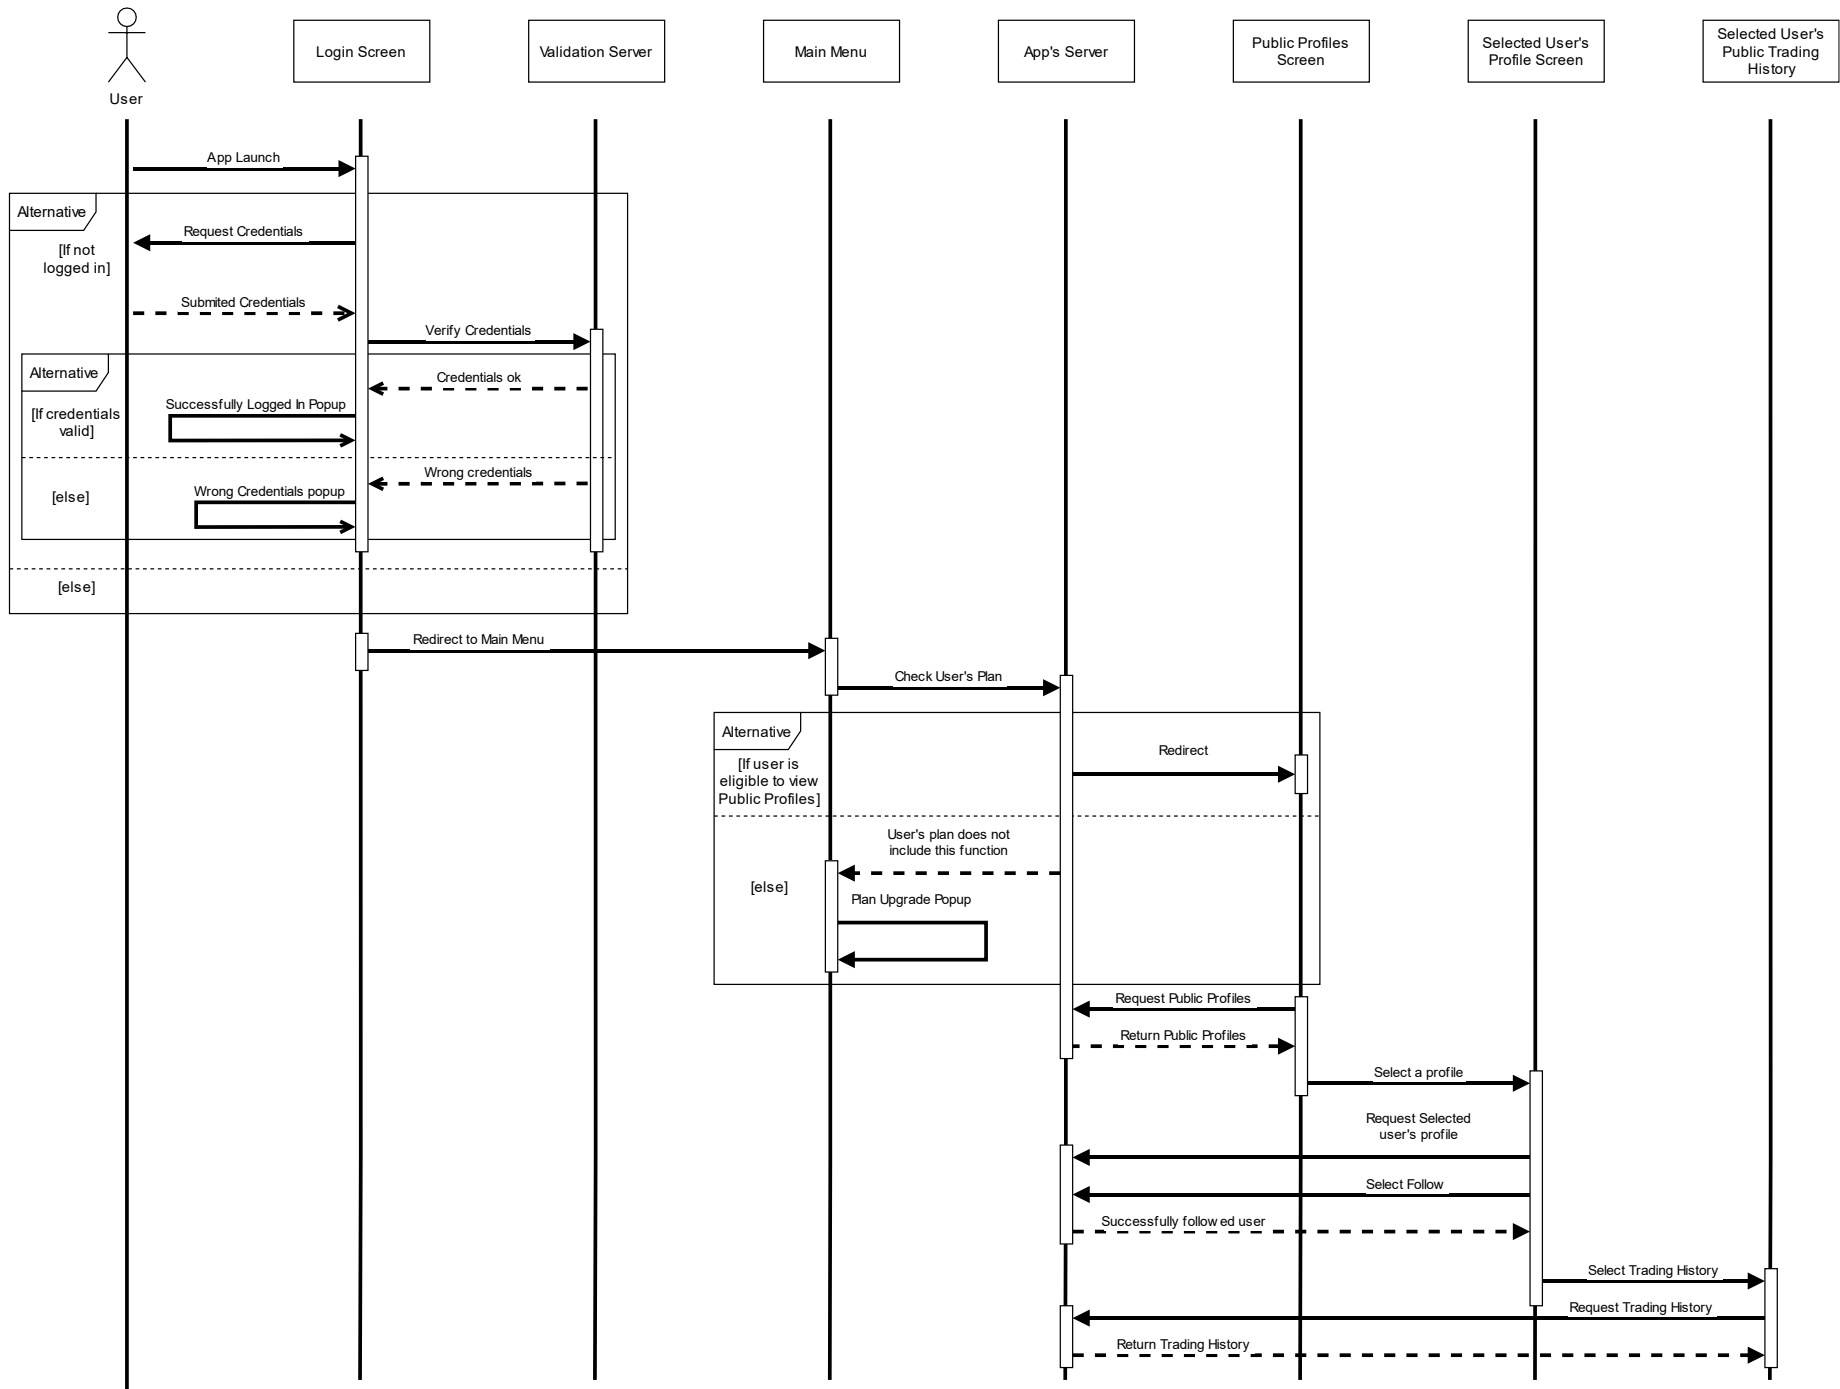 User
Login Screen
Validation Server
Main Menu
App's Server
Public Profiles
Screen
Selected User's
Profile Screen
Selected User's
Public Trading
History
App Launch
Alternative
Request Credentials
[If not
logged in]
Submited Credentials
Verify Credentials
Alternative
Credentials ok
[If credentials
valid]
Successfully Logged In Popup
Wrong credentials
[else]
Wrong Credentials popup
[else]
Redirect to Main Menu
Check User's Plan
Alternative
Redirect
[If user is
eligible to view
Public Profiles]
User's plan does not
include this function
[else]
Plan Upgrade Popup
Request Public Profiles
Return Public Profiles
Select a profile
Request Selected
user's profile
Select Follow
Successfully followed user
Select Trading History
Request Trading History
Return Trading History